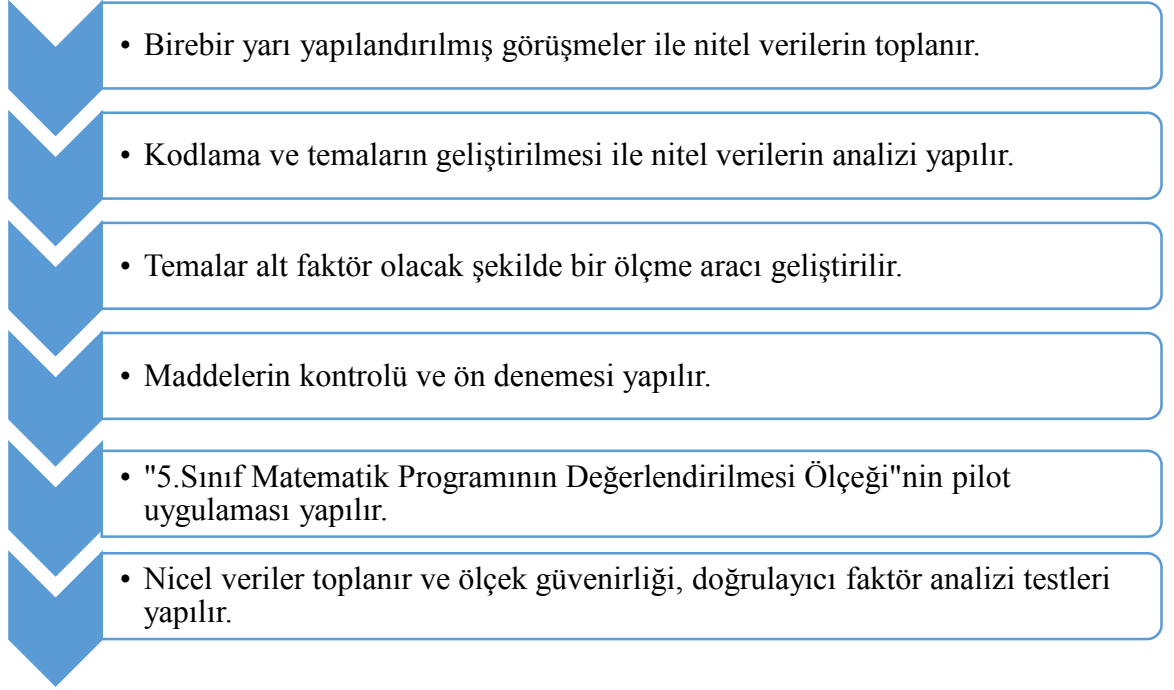 • Birebir yarı yapılandırılmış görüşmeler ile nitel verilerin toplanır.
• Kodlama ve temaların geliştirilmesi ile nitel verilerin analizi yapılır.
• Temalar alt faktör olacak şekilde bir ölçme aracı geliştirilir.
• Maddelerin kontrolü ve ön denemesi yapılır.
• "5.Sınıf Matematik Programının Değerlendirilmesi Ölçeği"nin pilot
uygulaması yapılır.
• Nicel veriler toplanır ve ölçek güvenirliği, doğrulayıcı faktör analizi testleri
yapılır.